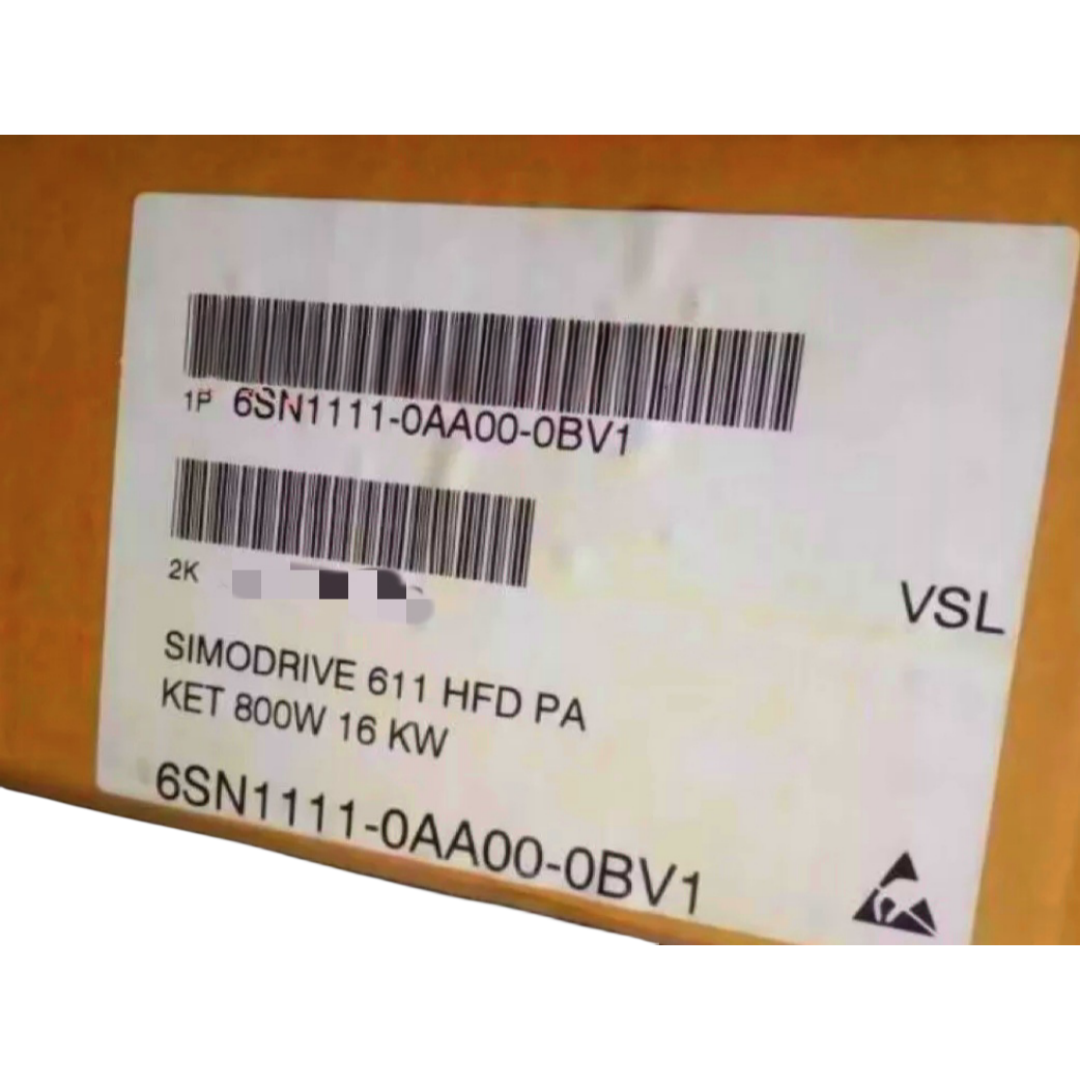 1P 6SN1111-0AA00-0BV1
2K
VSL
SIMODRIVE 611 HFD PA
KET 800W 16 KW
6SN1111-0AA00-0BV1